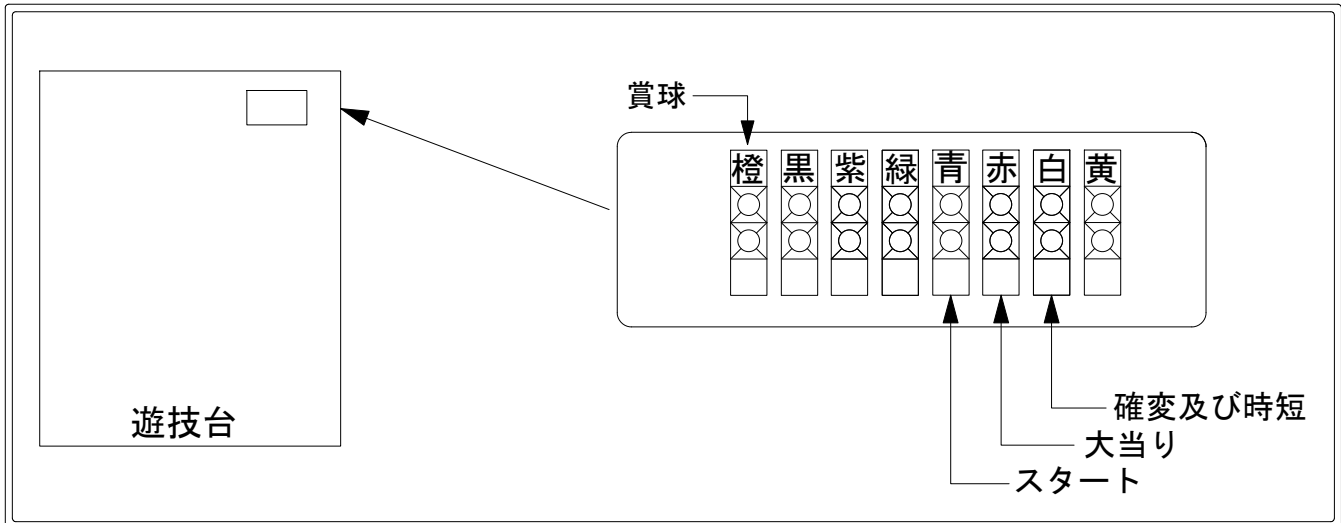 賞球
橙 黒 紫 緑 青 赤 白 黄
遊技台
確変及び時短
大当り
スタート